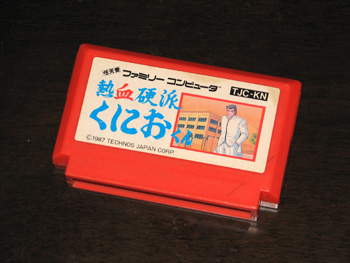 任天堂 ファミリー コンピュータ TJC-KN
熱血硬派
くにおくん
©1987 TECHNOS JAPAN CORP.